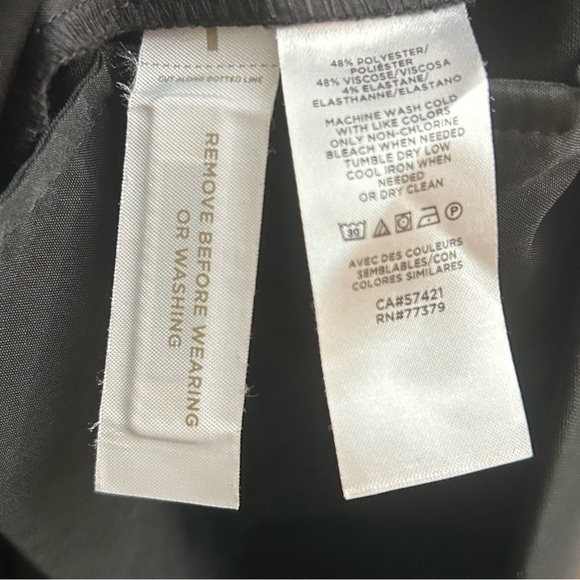 CUT ALONG DOTTED LINE
REMOVE BEFORE WEARING
OR WASHING
48% POLYESTER/
POLIÉSTER
48% VISCOSE/VISCOSA
4% ELASTANE/
ELASTHANNE/ELASTANO
MACHINE WASH COLD
WITH LIKE COLORS
ONLY NON-CHLORINE
BLEACH WHEN NEEDED
TUMBLE DRY LOW
COOL IRON WHEN
NEEDED
OR DRY CLEAN
30 P
AVEC DES COULEURS
SEMBLABLES/CON
COLORES SIMILARES
CA#57421
RN#77379